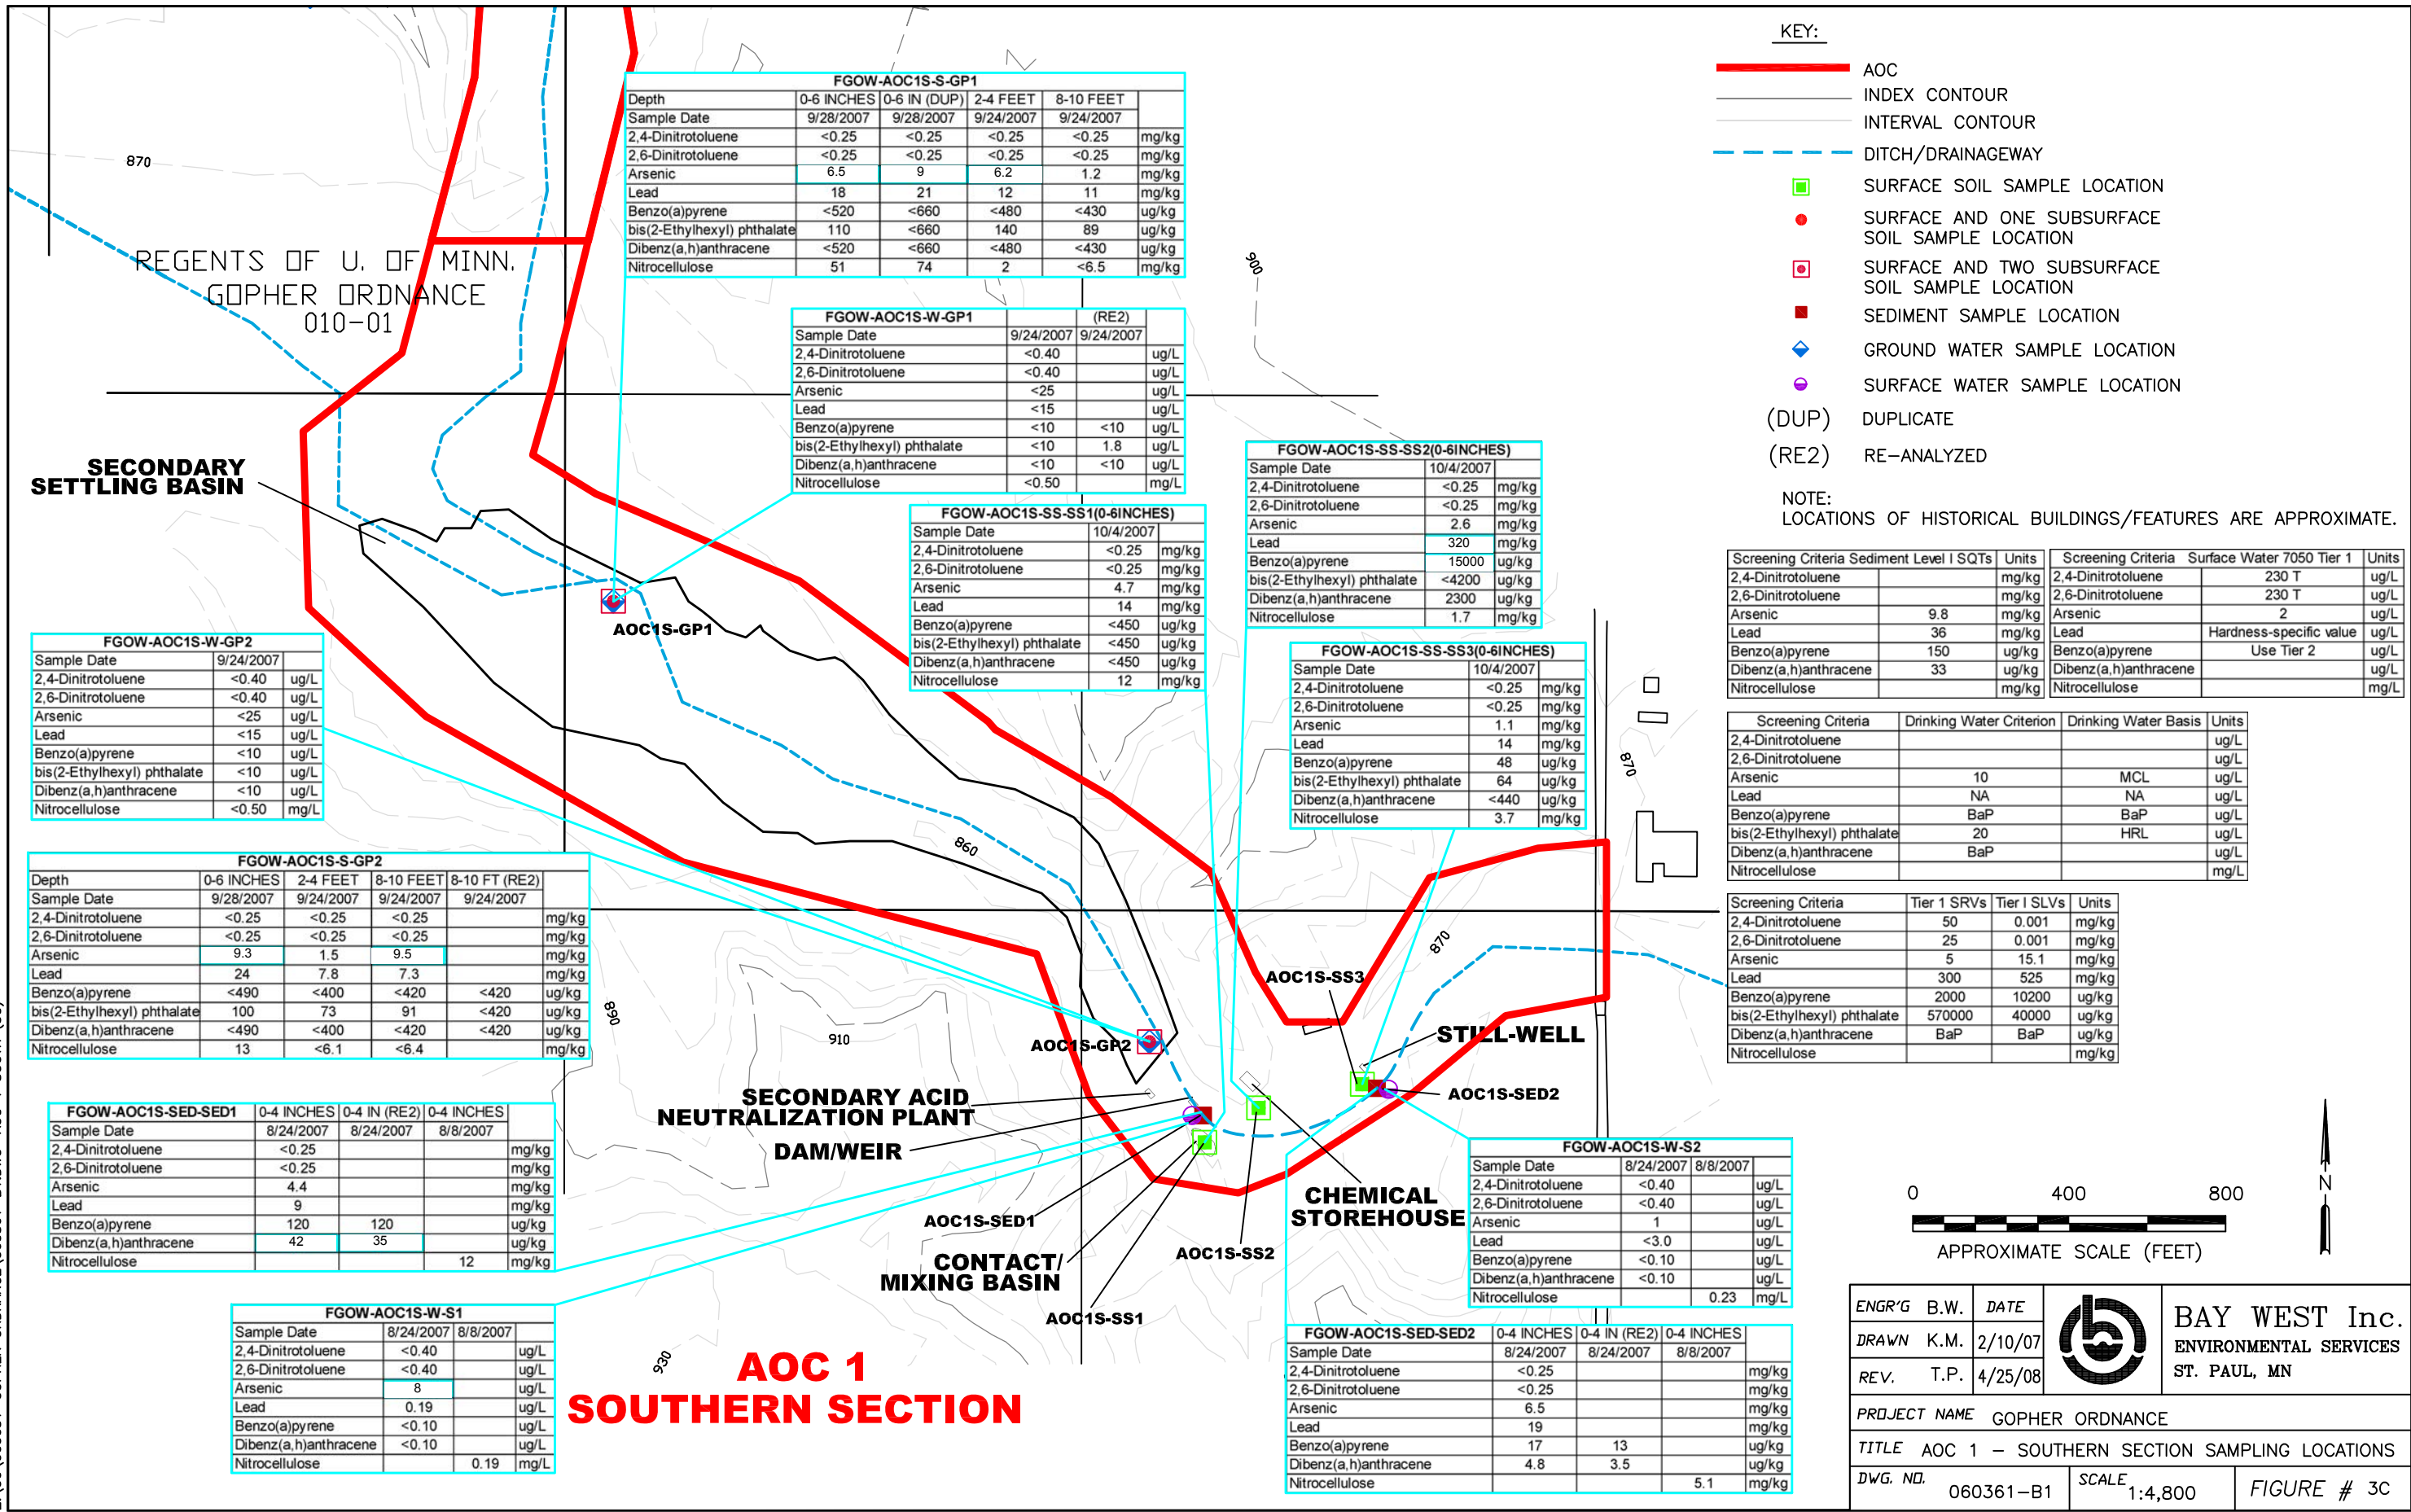 KEY:
AOC
INDEX CONTOUR
INTERVAL CONTOUR
DITCH/DRAINAGEWAY
SURFACE SOIL SAMPLE LOCATION
SURFACE AND ONE SUBSURFACE
SOIL SAMPLE LOCATION
SURFACE AND TWO SUBSURFACE
SOIL SAMPLE LOCATION
SEDIMENT SAMPLE LOCATION
GROUND WATER SAMPLE LOCATION
SURFACE WATER SAMPLE LOCATION
(DUP) DUPLICATE
(RE2) RE-ANALYZED
NOTE:
LOCATIONS OF HISTORICAL BUILDINGS/FEATURES ARE APPROXIMATE.
FGOW-AOC1S-S-GP1
Depth 0-6 INCHES 0-6 IN (DUP) 2-4 FEET 8-10 FEET
Sample Date 9/28/2007 9/28/2007 9/24/2007 9/24/2007
2,4-Dinitrotoluene <0.25 <0.25 <0.25 <0.25 mg/kg
2,6-Dinitrotoluene <0.25 <0.25 <0.25 <0.25 mg/kg
Arsenic 6.5 9 6.2 1.2 mg/kg
Lead 18 21 12 11 mg/kg
Benzo(a)pyrene <520 <660 <480 <430 ug/kg
bis(2-Ethylhexyl) phthalate 110 <660 140 89 ug/kg
Dibenz(a,h)anthracene <520 <660 <480 <430 ug/kg
Nitrocellulose 51 74 2 <6.5 mg/kg
870
900
REGENTS OF U. OF MINN.
GOPHER ORDNANCE
010-01
FGOW-AOC1S-W-GP1 (RE2)
Sample Date 9/24/2007 9/24/2007
2,4-Dinitrotoluene <0.40 ug/L
2,6-Dinitrotoluene <0.40 ug/L
Arsenic <25 ug/L
Lead <15 ug/L
Benzo(a)pyrene <10 <10 ug/L
bis(2-Ethylhexyl) phthalate <10 1.8 ug/L
Dibenz(a,h)anthracene <10 <10 ug/L
Nitrocellulose <0.50 mg/L
SECONDARY
SETTLING BASIN
FGOW-AOC1S-SS-SS2(0-6INCHES)
Sample Date 10/4/2007
2,4-Dinitrotoluene <0.25 mg/kg
2,6-Dinitrotoluene <0.25 mg/kg
Arsenic 2.6 mg/kg
Lead 320 mg/kg
Benzo(a)pyrene 15000 ug/kg
bis(2-Ethylhexyl) phthalate <4200 ug/kg
Dibenz(a,h)anthracene 2300 ug/kg
Nitrocellulose 1.7 mg/kg
FGOW-AOC1S-SS-SS1(0-6INCHES)
Sample Date 10/4/2007
2,4-Dinitrotoluene <0.25 mg/kg
2,6-Dinitrotoluene <0.25 mg/kg
Arsenic 4.7 mg/kg
Lead 14 mg/kg
Benzo(a)pyrene <450 ug/kg
bis(2-Ethylhexyl) phthalate <450 ug/kg
Dibenz(a,h)anthracene <450 ug/kg
Nitrocellulose 12 mg/kg
AOC1S-GP1
FGOW-AOC1S-SS-SS3(0-6INCHES)
Sample Date 10/4/2007
2,4-Dinitrotoluene <0.25 mg/kg
2,6-Dinitrotoluene <0.25 mg/kg
Arsenic 1.1 mg/kg
Lead 14 mg/kg
Benzo(a)pyrene 48 ug/kg
bis(2-Ethylhexyl) phthalate 64 ug/kg
Dibenz(a,h)anthracene <440 ug/kg
Nitrocellulose 3.7 mg/kg
FGOW-AOC1S-W-GP2
Sample Date 9/24/2007
2,4-Dinitrotoluene <0.40 ug/L
2,6-Dinitrotoluene <0.40 ug/L
Arsenic <25 ug/L
Lead <15 ug/L
Benzo(a)pyrene <10 ug/L
bis(2-Ethylhexyl) phthalate <10 ug/L
Dibenz(a,h)anthracene <10 ug/L
Nitrocellulose <0.50 mg/L
Screening Criteria Sediment Level I SQTs Units
2,4-Dinitrotoluene mg/kg
2,6-Dinitrotoluene mg/kg
Arsenic 9.8 mg/kg
Lead 36 mg/kg
Benzo(a)pyrene 150 ug/kg
Dibenz(a,h)anthracene 33 ug/kg
Nitrocellulose mg/kg
Screening Criteria Surface Water 7050 Tier 1 Units
2,4-Dinitrotoluene 230 T ug/L
2,6-Dinitrotoluene 230 T ug/L
Arsenic 2 ug/L
Lead Hardness-specific value ug/L
Benzo(a)pyrene Use Tier 2 ug/L
Dibenz(a,h)anthracene ug/L
Nitrocellulose mg/L
Screening Criteria Drinking Water Criterion Drinking Water Basis Units
2,4-Dinitrotoluene ug/L
2,6-Dinitrotoluene ug/L
Arsenic 10 MCL ug/L
Lead NA NA ug/L
Benzo(a)pyrene BaP BaP ug/L
bis(2-Ethylhexyl) phthalate 20 HRL ug/L
Dibenz(a,h)anthracene BaP ug/L
Nitrocellulose mg/L
Screening Criteria Tier 1 SRVs Tier I SLVs Units
2,4-Dinitrotoluene 50 0.001 mg/kg
2,6-Dinitrotoluene 25 0.001 mg/kg
Arsenic 5 15.1 mg/kg
Lead 300 525 mg/kg
Benzo(a)pyrene 2000 10200 ug/kg
bis(2-Ethylhexyl) phthalate 570000 40000 ug/kg
Dibenz(a,h)anthracene BaP BaP ug/kg
Nitrocellulose mg/kg
870
860
870
890
910
930
FGOW-AOC1S-S-GP2
Depth 0-6 INCHES 2-4 FEET 8-10 FEET 8-10 FT (RE2)
Sample Date 9/28/2007 9/24/2007 9/24/2007 9/24/2007
2,4-Dinitrotoluene <0.25 <0.25 <0.25 mg/kg
2,6-Dinitrotoluene <0.25 <0.25 <0.25 mg/kg
Arsenic 9.3 1.5 9.5 mg/kg
Lead 24 7.8 7.3 mg/kg
Benzo(a)pyrene <490 <400 <420 <420 ug/kg
bis(2-Ethylhexyl) phthalate 100 73 91 <420 ug/kg
Dibenz(a,h)anthracene <490 <400 <420 <420 ug/kg
Nitrocellulose 13 <6.1 <6.4 mg/kg
AOC1S-SS3
AOC1S-GP2
STILL-WELL
SECONDARY ACID
NEUTRALIZATION PLANT
AOC1S-SED2
DAM/WEIR
FGOW-AOC1S-SED-SED1 0-4 INCHES 0-4 IN (RE2) 0-4 INCHES
Sample Date 8/24/2007 8/24/2007 8/8/2007
2,4-Dinitrotoluene <0.25 mg/kg
2,6-Dinitrotoluene <0.25 mg/kg
Arsenic 4.4 mg/kg
Lead 9 mg/kg
Benzo(a)pyrene 120 120 ug/kg
Dibenz(a,h)anthracene 42 35 ug/kg
Nitrocellulose 12 mg/kg
AOC1S-SED1
CONTACT/
MIXING BASIN
AOC1S-SS2
AOC1S-SS1
CHEMICAL
STOREHOUSE
FGOW-AOC1S-W-S2
Sample Date 8/24/2007 8/8/2007
2,4-Dinitrotoluene <0.40 ug/L
2,6-Dinitrotoluene <0.40 ug/L
Arsenic 1 ug/L
Lead <3.0 ug/L
Benzo(a)pyrene <0.10 ug/L
Dibenz(a,h)anthracene <0.10 ug/L
Nitrocellulose 0.23 mg/L
FGOW-AOC1S-W-S1
Sample Date 8/24/2007 8/8/2007
2,4-Dinitrotoluene <0.40 ug/L
2,6-Dinitrotoluene <0.40 ug/L
Arsenic 8 ug/L
Lead 0.19 ug/L
Benzo(a)pyrene <0.10 ug/L
Dibenz(a,h)anthracene <0.10 ug/L
Nitrocellulose 0.19 mg/L
AOC 1
SOUTHERN SECTION
FGOW-AOC1S-SED-SED2 0-4 INCHES 0-4 IN (RE2) 0-4 INCHES
Sample Date 8/24/2007 8/24/2007 8/8/2007
2,4-Dinitrotoluene <0.25 mg/kg
2,6-Dinitrotoluene <0.25 mg/kg
Arsenic 6.5 mg/kg
Lead 19 mg/kg
Benzo(a)pyrene 17 13 ug/kg
Dibenz(a,h)anthracene 4.8 3.5 ug/kg
Nitrocellulose 5.1 mg/kg
0 400 800
APPROXIMATE SCALE (FEET)
N
ENGR'G B.W. DATE
DRAWN K.M. 2/10/07
REV. T.P. 4/25/08
BAY WEST Inc.
ENVIRONMENTAL SERVICES
ST. PAUL, MN
PROJECT NAME GOPHER ORDNANCE
TITLE AOC 1 - SOUTHERN SECTION SAMPLING LOCATIONS
DWG. NO. 060361-B1 SCALE 1:4,800 FIGURE # 3C